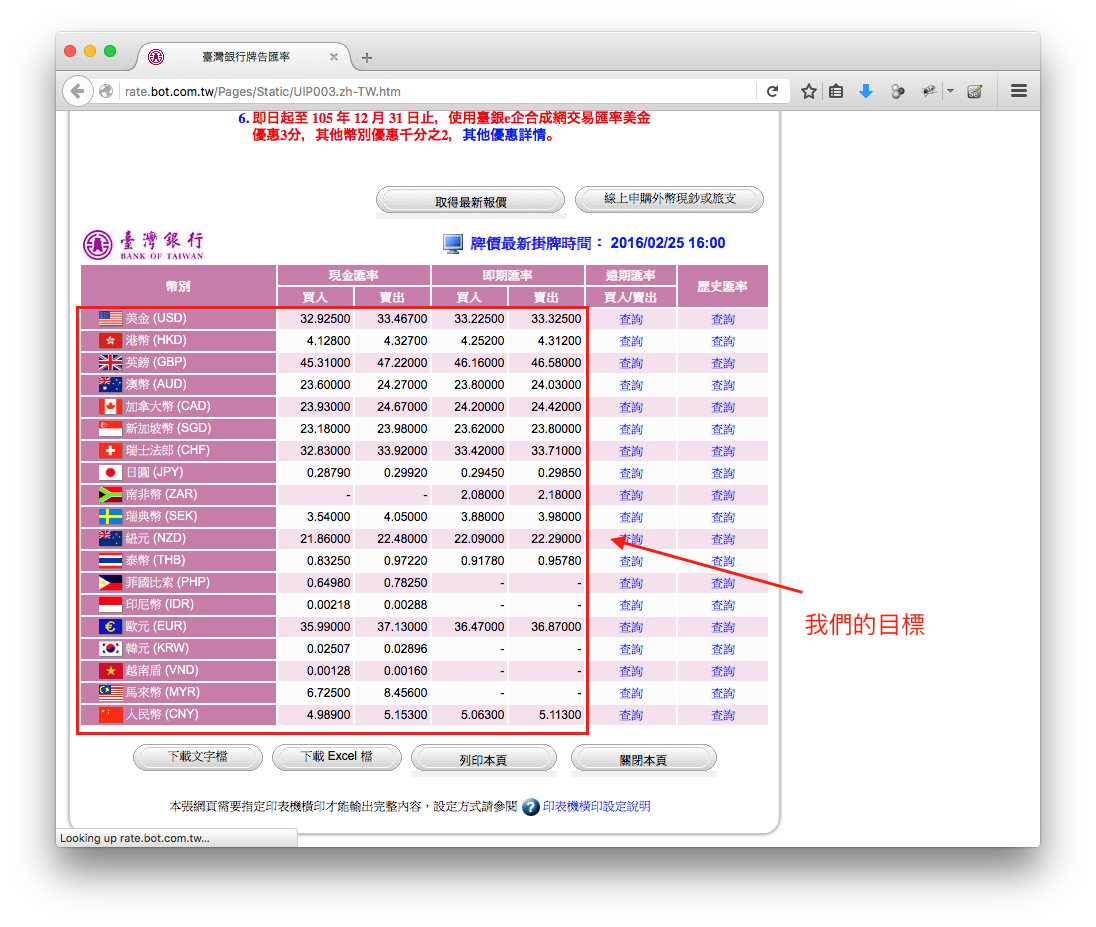 臺灣銀行牌告匯率
rate.bot.com.tw/Pages/Static/UIP003.zh-TW.htm
6. 即日起至 105 年 12 月 31 日止，使用臺銀e企合成網交易匯率美金
優惠3分，其他幣別優惠千分之2，其他優惠詳情。
取得最新報價
線上申購外幣現鈔或旅支
臺灣銀行
BANK OF TAIWAN
牌價最新掛牌時間： 2016/02/25 16:00
幣別 現金匯率 即期匯率 遠期匯率 歷史匯率
買入 賣出 買入 賣出 買入/賣出
美金 (USD) 32.92500 33.46700 33.22500 33.32500 查詢 查詢
港幣 (HKD) 4.12800 4.32700 4.25200 4.31200 查詢 查詢
英鎊 (GBP) 45.31000 47.22000 46.16000 46.58000 查詢 查詢
澳幣 (AUD) 23.60000 24.27000 23.80000 24.03000 查詢 查詢
加拿大幣 (CAD) 23.93000 24.67000 24.20000 24.42000 查詢 查詢
新加坡幣 (SGD) 23.18000 23.98000 23.62000 23.80000 查詢 查詢
瑞士法郎 (CHF) 32.83000 33.92000 33.42000 33.71000 查詢 查詢
日圓 (JPY) 0.28790 0.29920 0.29450 0.29850 查詢 查詢
南非幣 (ZAR) - - 2.08000 2.18000 查詢 查詢
瑞典幣 (SEK) 3.54000 4.05000 3.88000 3.98000 查詢 查詢
紐元 (NZD) 21.86000 22.48000 22.09000 22.29000 查詢 查詢
泰幣 (THB) 0.83250 0.97220 0.91780 0.95780 查詢 查詢
菲國比索 (PHP) 0.64980 0.78250 - - 查詢 查詢
印尼幣 (IDR) 0.00218 0.00288 - - 查詢 查詢
歐元 (EUR) 35.99000 37.13000 36.47000 36.87000 查詢 查詢
韓元 (KRW) 0.02507 0.02896 - - 查詢 查詢
越南盾 (VND) 0.00128 0.00160 - - 查詢 查詢
馬來幣 (MYR) 6.72500 8.45600 - - 查詢 查詢
人民幣 (CNY) 4.98900 5.15300 5.06300 5.11300 查詢 查詢
我們的目標
下載文字檔
下載 Excel 檔
列印本頁
關閉本頁
本張網頁需要指定印表機橫印才能輸出完整內容，設定方式請參閱 印表機橫印設定說明
Looking up rate.bot.com.tw...